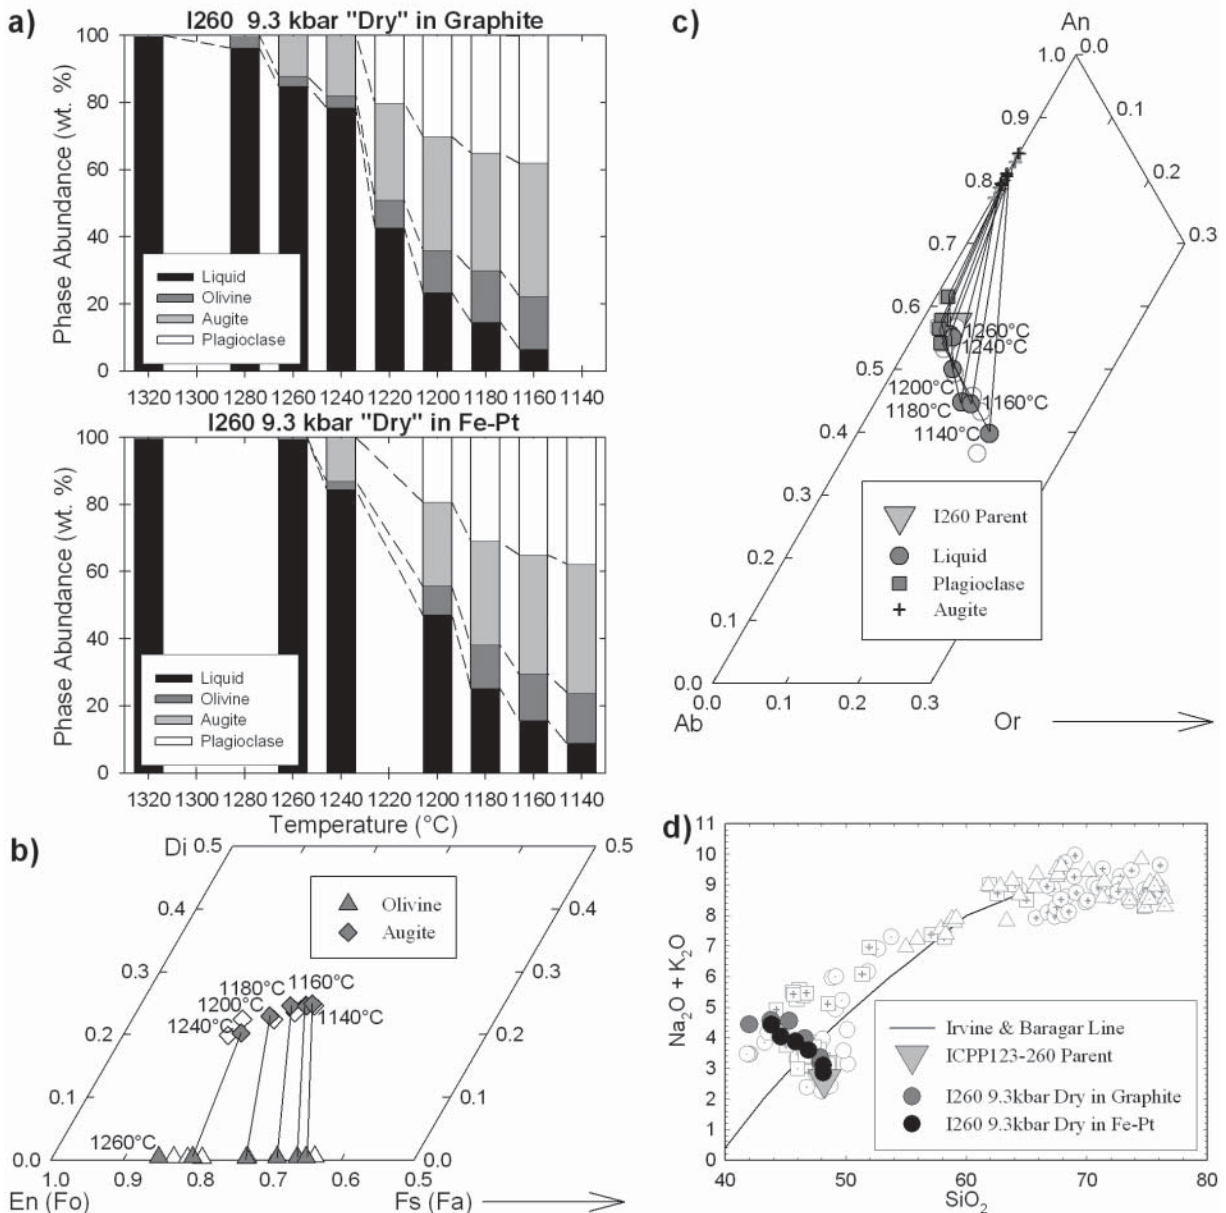 a)
I260 9.3 kbar "Dry" in Graphite
Phase Abundance (wt. %)
100
80
60
40
20
0
Liquid
Olivine
Augite
Plagioclase
1320 1300 1280 1260 1240 1220 1200 1180 1160 1140
I260 9.3 kbar "Dry" in Fe-Pt
Phase Abundance (wt. %)
100
80
60
40
20
0
Liquid
Olivine
Augite
Plagioclase
1320 1300 1280 1260 1240 1220 1200 1180 1160 1140
Temperature (°C)
b)
Di 0.5
0.5
0.4
0.4
0.3
0.3
0.2
0.2
0.1
0.1
0.0
0.0
Olivine
Augite
1160°C
1180°C
1200°C
1240°C
1140°C
1260°C
1.0 0.9 0.8 0.7 0.6 0.5
En (Fo)
Fs (Fa)
c)
An
1.0 0.0
0.9 0.1
0.8 0.2
0.7 0.3
0.6
0.5
0.4
0.3
0.2
0.1
0.0
1260°C
1240°C
1200°C
1180°C
1160°C
1140°C
I260 Parent
Liquid
Plagioclase
Augite
0.0 0.1 0.2 0.3
Ab
Or
d)
Na2O + K2O
11
10
9
8
7
6
5
4
3
2
1
0
Irvine & Baragar Line
ICPP123-260 Parent
I260 9.3kbar Dry in Graphite
I260 9.3kbar Dry in Fe-Pt
40 50 60 70 80
SiO2